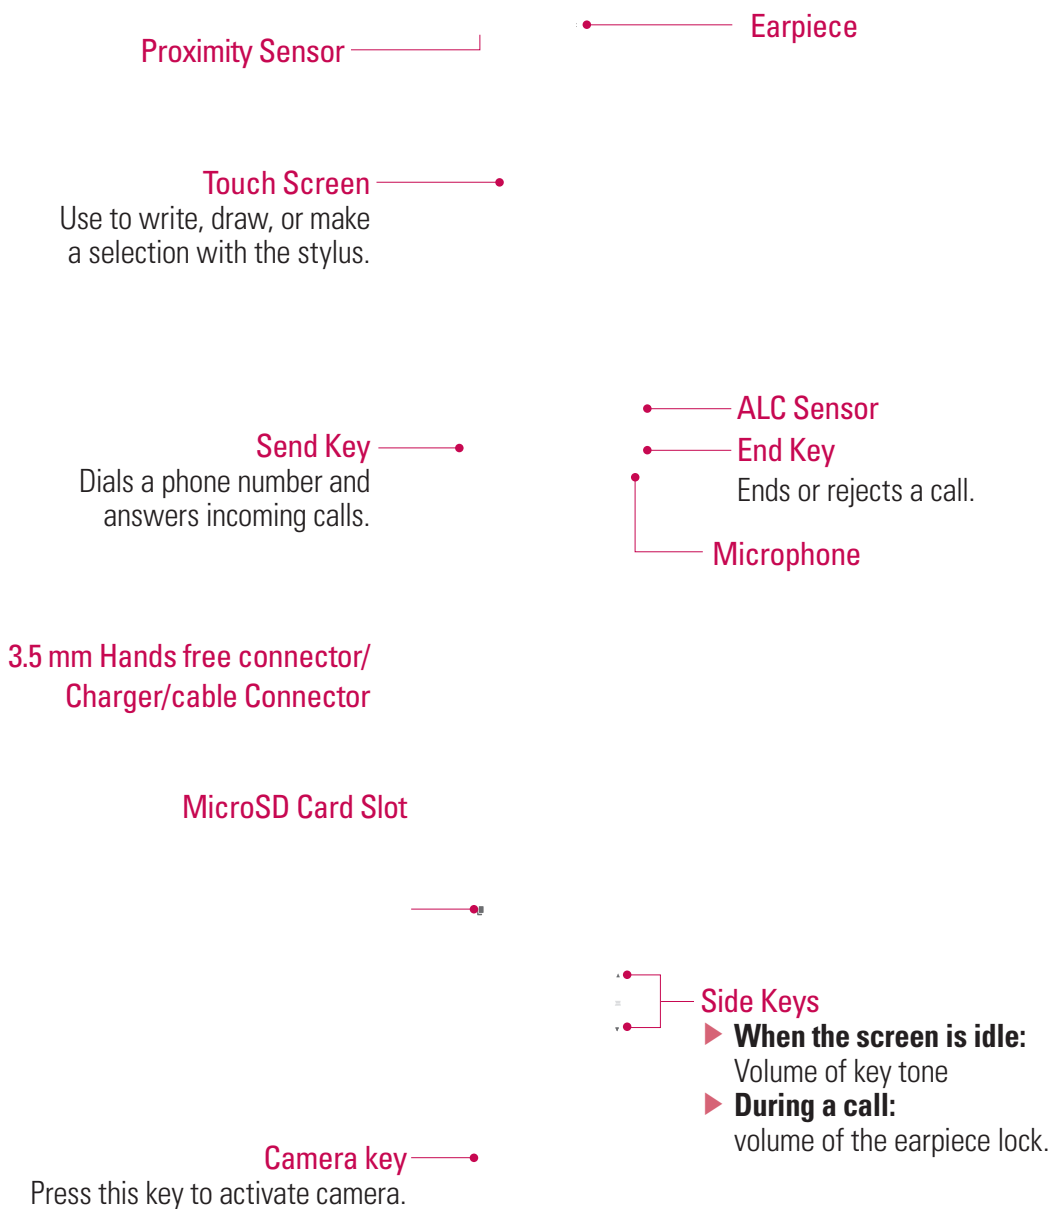 Earpiece
Proximity Sensor
Touch Screen
Use to write, draw, or make
a selection with the stylus.
ALC Sensor
Send Key
End Key
Dials a phone number and
answers incoming calls.
Ends or rejects a call.
Microphone
3.5 mm Hands free connector/
Charger/cable Connector
MicroSD Card Slot
Side Keys
When the screen is idle:
Volume of key tone
During a call:
volume of the earpiece lock.
Camera key
Press this key to activate camera.